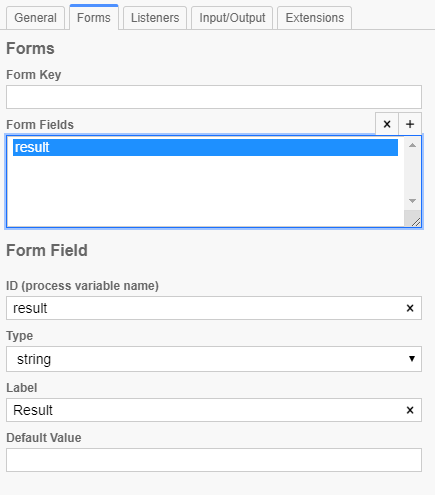 General Forms Listeners Input/Output Extensions
Forms
Form Key
Form Fields × +
result
Form Field
ID (process variable name)
result ×
Type
string
Label
Result ×
Default Value